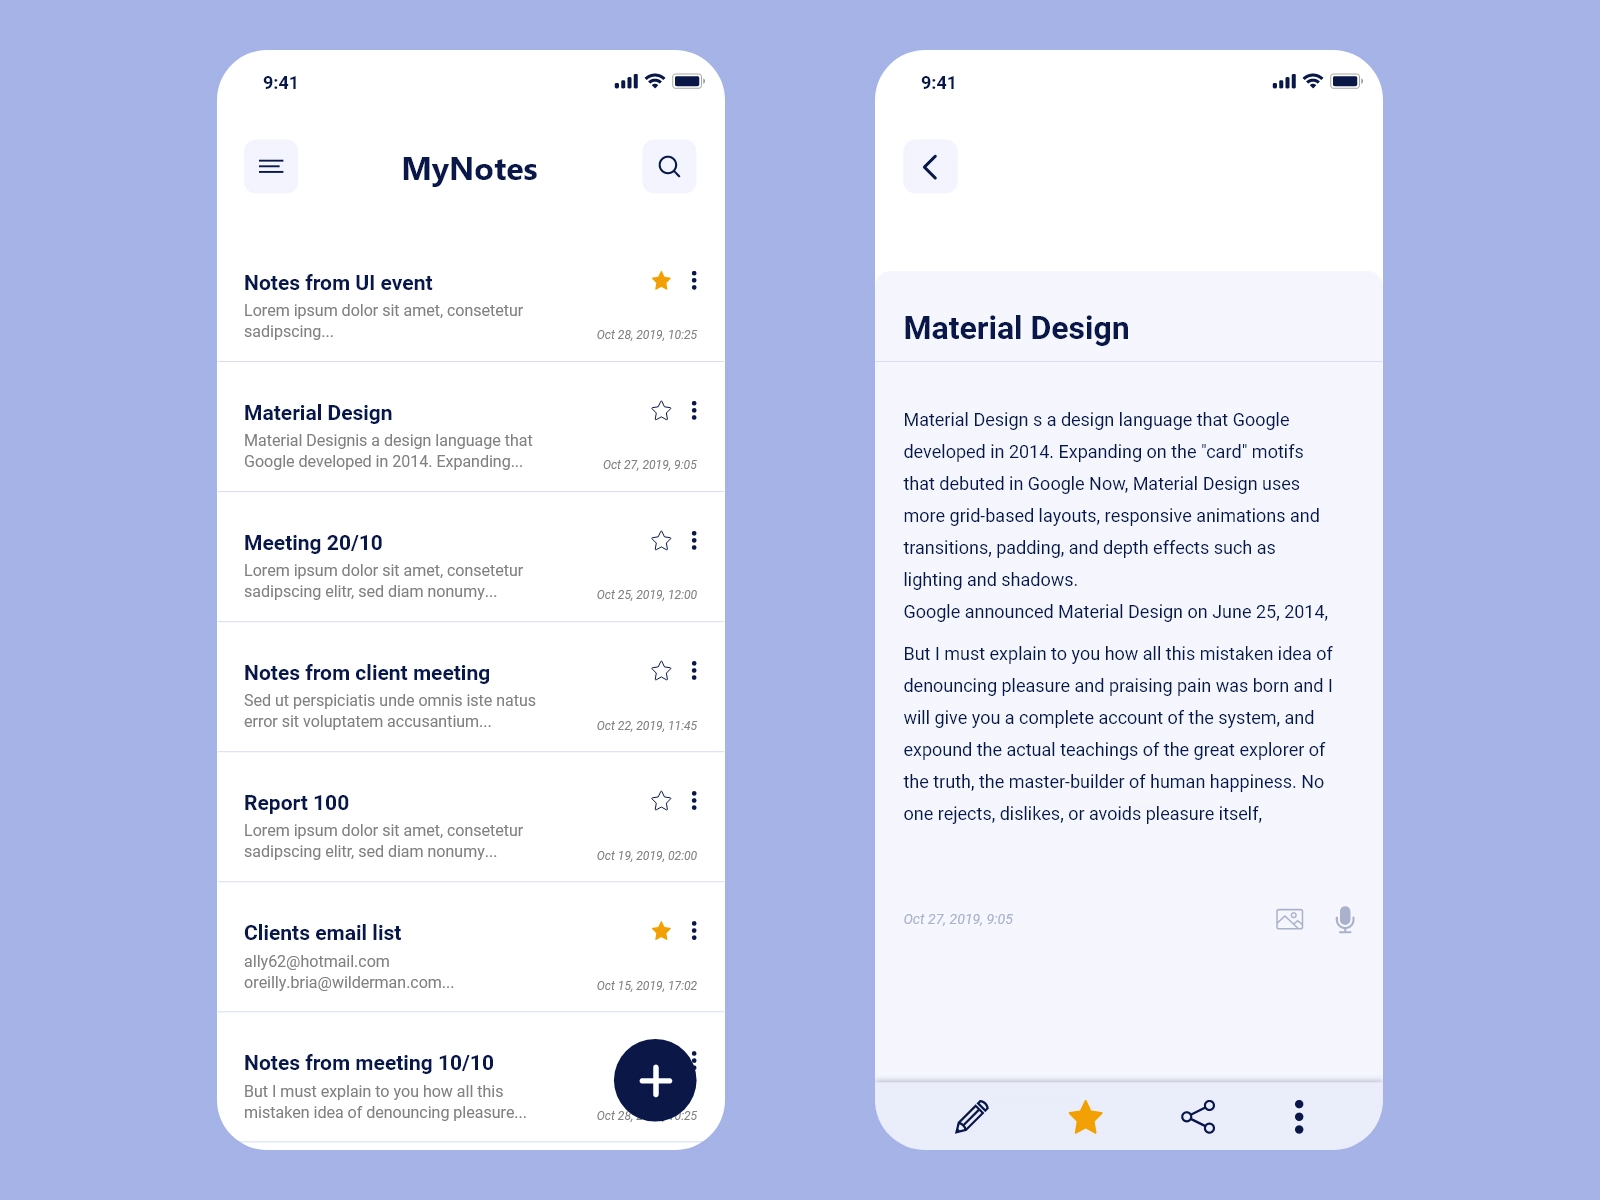 9:41
MyNotes
Notes from UI event
Lorem ipsum dolor sit amet, consetetur
sadipscing...
Oct 28, 2019, 10:25
Material Design
Material Designis a design language that
Google developed in 2014. Expanding...
Oct 27, 2019, 9:05
Meeting 20/10
Lorem ipsum dolor sit amet, consetetur
sadipscing elitr, sed diam nonumy...
Oct 25, 2019, 12:00
Notes from client meeting
Sed ut perspiciatis unde omnis iste natus
error sit voluptatem accusantium...
Oct 22, 2019, 11:45
Report 100
Lorem ipsum dolor sit amet, consetetur
sadipscing elitr, sed diam nonumy...
Oct 19, 2019, 02:00
Clients email list
ally62@hotmail.com
oreilly.bria@wilderman.com...
Oct 15, 2019, 17:02
Notes from meeting 10/10
But I must explain to you how all this
mistaken idea of denouncing pleasure...
Oct 28,
9:41
Material Design
Material Design s a design language that Google
developed in 2014. Expanding on the "card" motifs
that debuted in Google Now, Material Design uses
more grid-based layouts, responsive animations and
transitions, padding, and depth effects such as
lighting and shadows.
Google announced Material Design on June 25, 2014,
But I must explain to you how all this mistaken idea of
denouncing pleasure and praising pain was born and I
will give you a complete account of the system, and
expound the actual teachings of the great explorer of
the truth, the master-builder of human happiness. No
one rejects, dislikes, or avoids pleasure itself,
Oct 27, 2019, 9:05